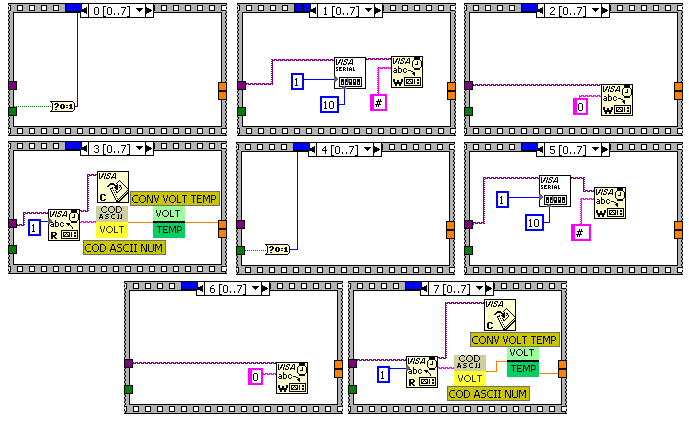 0 [0..7]
?0:1
1 [0..7]
VISA
SERIAL
VISA
abc
W
1
10
#
2 [0..7]
VISA
abc
W
0
3 [0..7]
VISA
C
CONV VOLT TEMP
VISA
abc
R
1
COD
ASCII
VOLT
VOLT
TEMP
COD ASCII NUM
4 [0..7]
?0:1
5 [0..7]
VISA
SERIAL
VISA
abc
W
1
10
#
6 [0..7]
VISA
abc
W
0
7 [0..7]
VISA
C
CONV VOLT TEMP
VISA
abc
R
1
COD
ASCII
VOLT
VOLT
TEMP
COD ASCII NUM